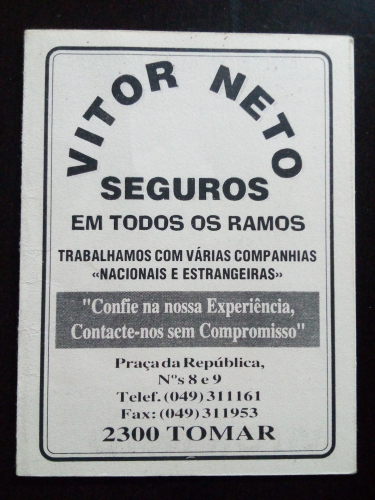 VITOR NETO
SEGUROS
EM TODOS OS RAMOS
TRABALHAMOS COM VÁRIAS COMPANHIAS
«NACIONAIS E ESTRANGEIRAS»
"Confie na nossa Experiência,
Contacte-nos sem Compromisso"
Praça da República,
Nºs 8 e 9
Telef. (049) 311161
Fax: (049) 311953
2300 TOMAR